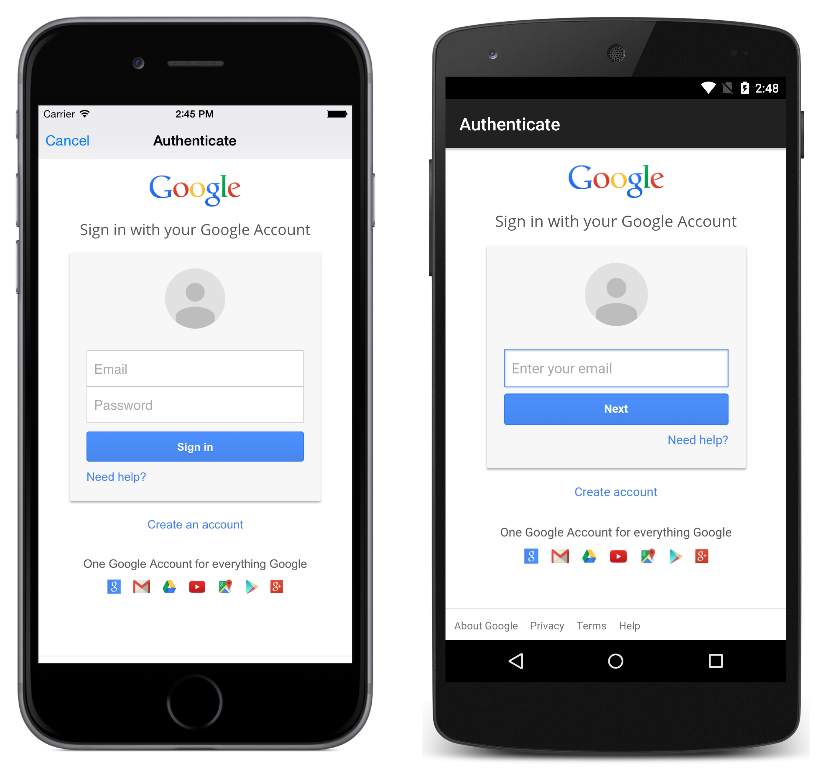 Carrier 2:45 PM
Cancel Authenticate
Google
Sign in with your Google Account
Email
Password
Sign in
Need help?
Create an account
One Google Account for everything Google
2:48
Authenticate
Google
Sign in with your Google Account
Enter your email
Next
Need help?
Create account
One Google Account for everything Google
About Google Privacy Terms Help